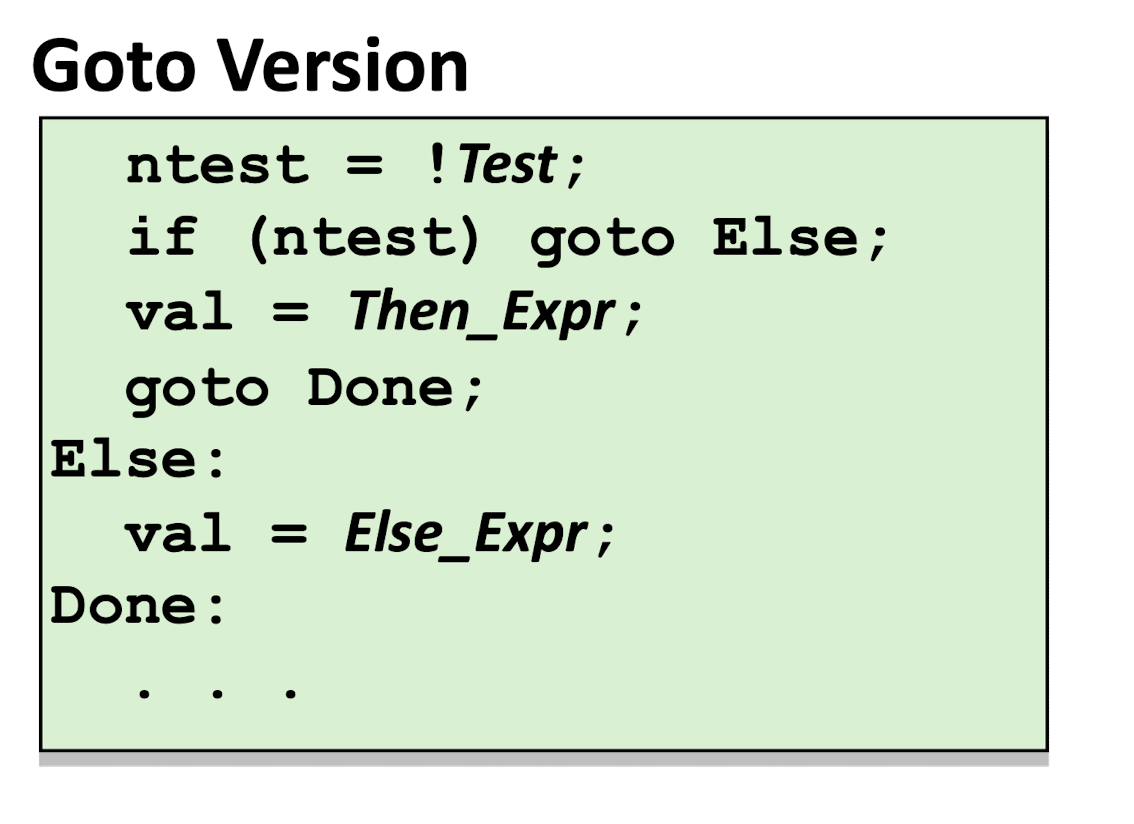 Goto Version
ntest = !Test;
if (ntest) goto Else;
val = Then_Expr;
goto Done;
Else:
val = Else_Expr;
Done:
. . .